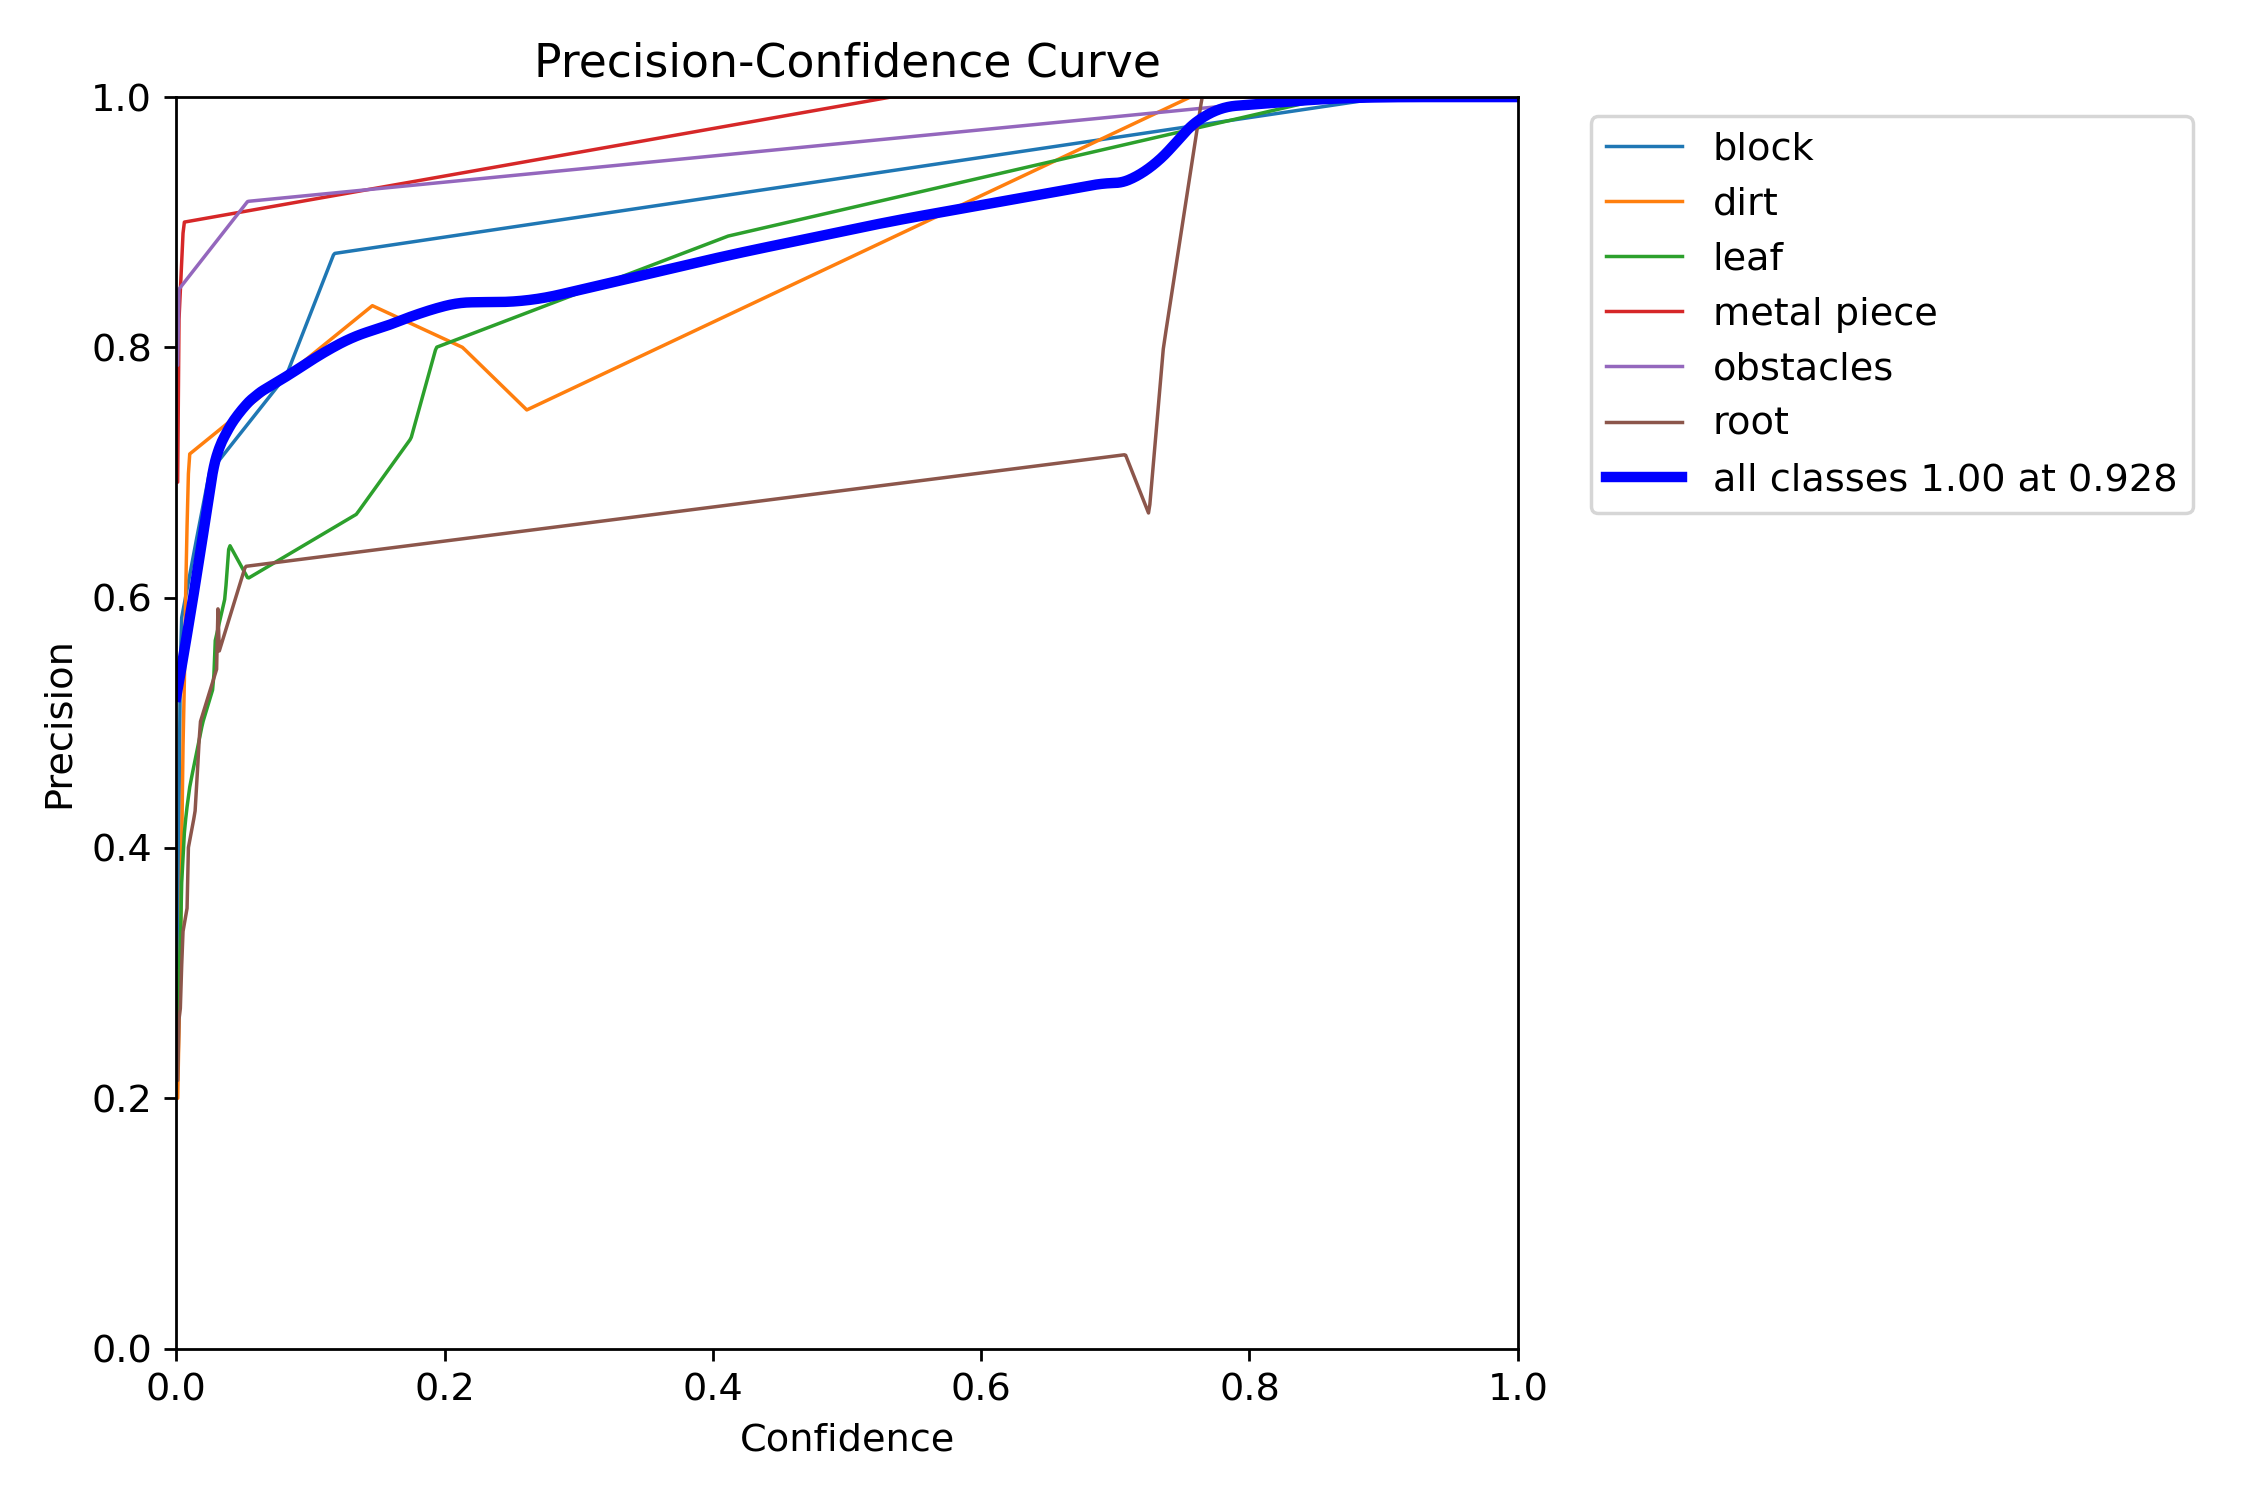 Precision-Confidence Curve
1.0
0.8
0.6
0.4
0.2
0.0
Precision
0.0 0.2 0.4 0.6 0.8 1.0
Confidence
block
dirt
leaf
metal piece
obstacles
root
all classes 1.00 at 0.928